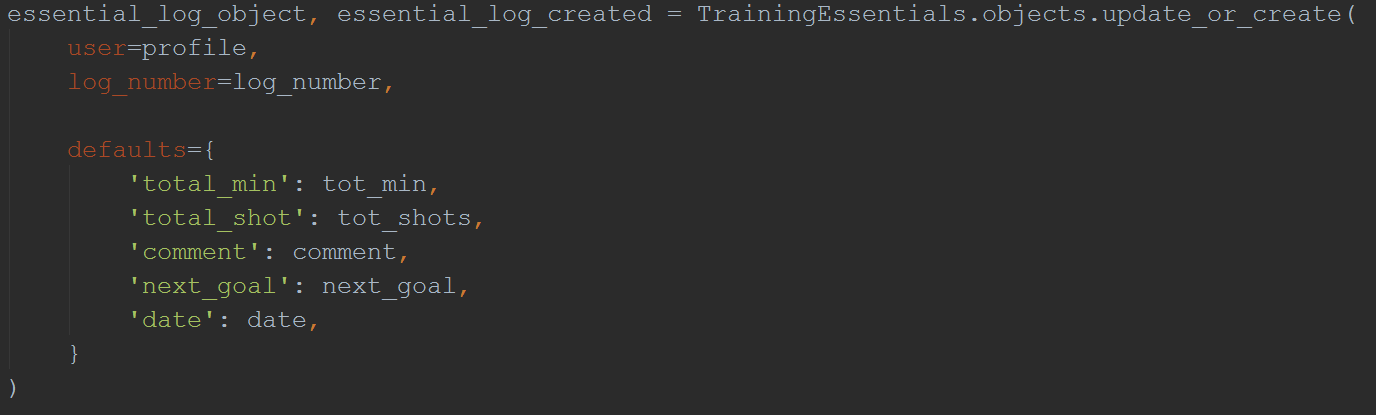 essential_log_object, essential_log_created = TrainingEssentials.objects.update_or_create(
    user=profile,
    log_number=log_number,

    defaults={
        'total_min': tot_min,
        'total_shot': tot_shots,
        'comment': comment,
        'next_goal': next_goal,
        'date': date,
    }
)